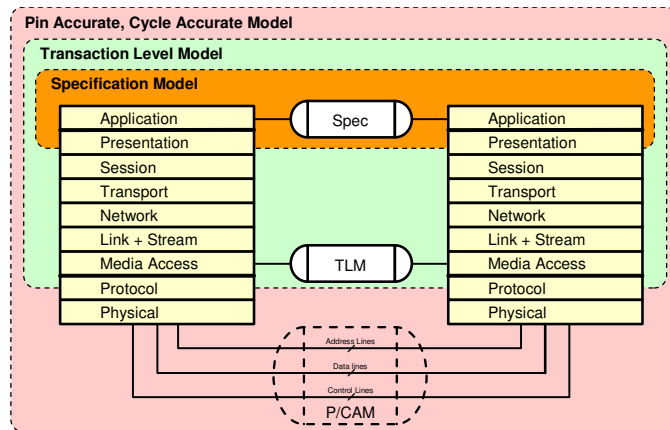 Pin Accurate, Cycle Accurate Model
Transaction Level Model
Specification Model
Application
Presentation
Session
Transport
Network
Link + Stream
Media Access
Protocol
Physical
Spec
TLM
Application
Presentation
Session
Transport
Network
Link + Stream
Media Access
Protocol
Physical
Address Lines
Data lines
Control Lines
P/CAM